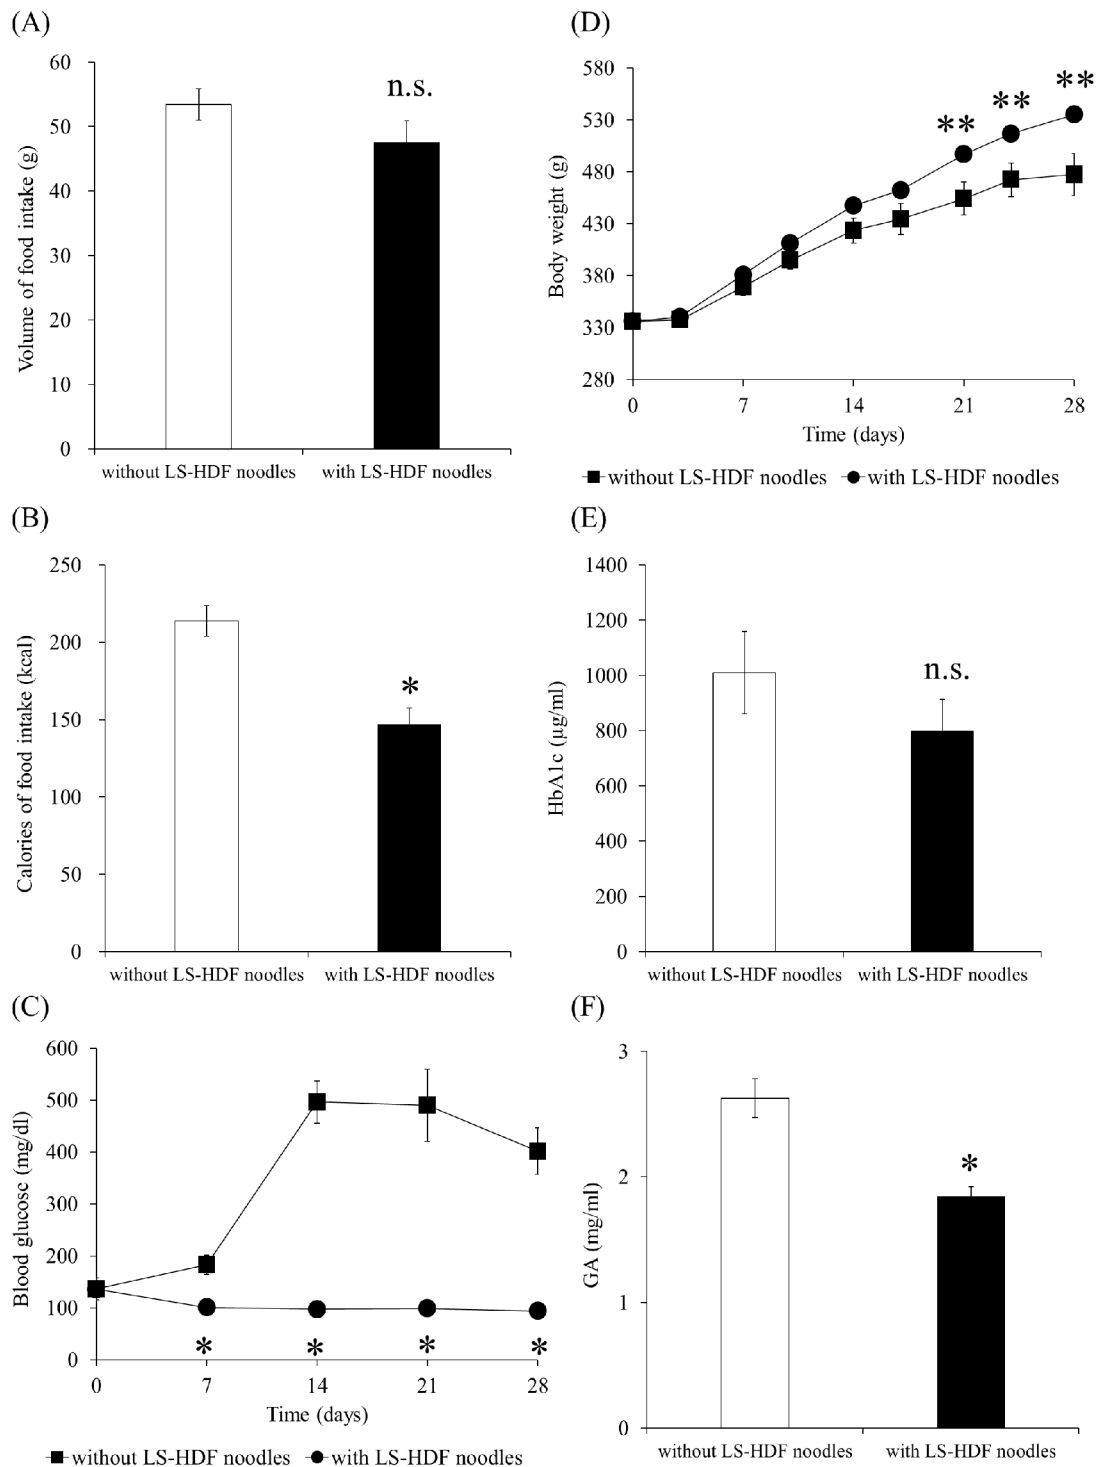 (A)
60
50
40
30
20
10
0
Volume of food intake (g)
n.s.
without LS-HDF noodles
with LS-HDF noodles
(D)
580
530
480
430
380
330
280
Body weight (g)
** ** **
0 7 14 21 28
Time (days)
without LS-HDF noodles with LS-HDF noodles
(B)
250
200
150
100
50
0
Calories of food intake (kcal)
*
without LS-HDF noodles
with LS-HDF noodles
(E)
1400
1200
1000
800
600
400
200
0
HbA1c (μg/ml)
n.s.
without LS-HDF noodles
with LS-HDF noodles
(C)
600
500
400
300
200
100
0
Blood glucose (mg/dl)
* * * *
0 7 14 21 28
Time (days)
without LS-HDF noodles with LS-HDF noodles
(F)
3
2
1
0
GA (mg/ml)
*
without LS-HDF noodles
with LS-HDF noodles